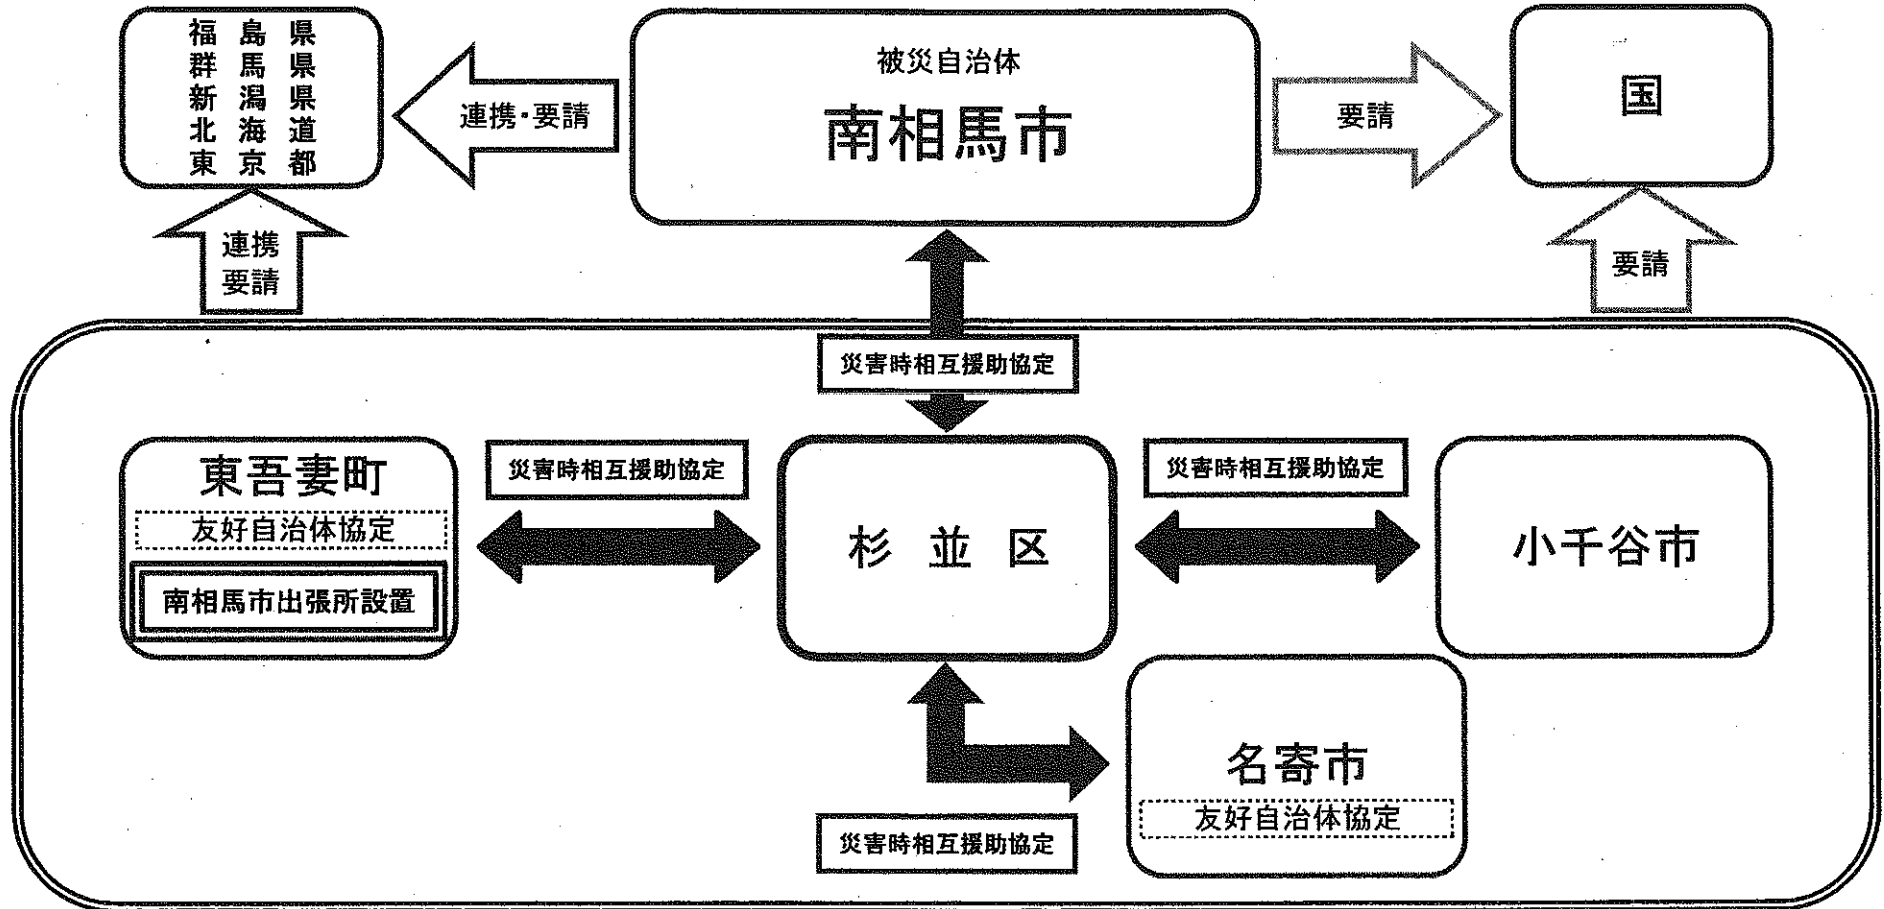 福島県
群馬県
新潟県
北海道
東京都
連携・要請
被災自治体
南相馬市
要請
国
連携
要請
要請
災害時相互援助協定
東吾妻町
友好自治体協定
南相馬市出張所設置
災害時相互援助協定
杉並区
災害時相互援助協定
小千谷市
名寄市
友好自治体協定
災害時相互援助協定